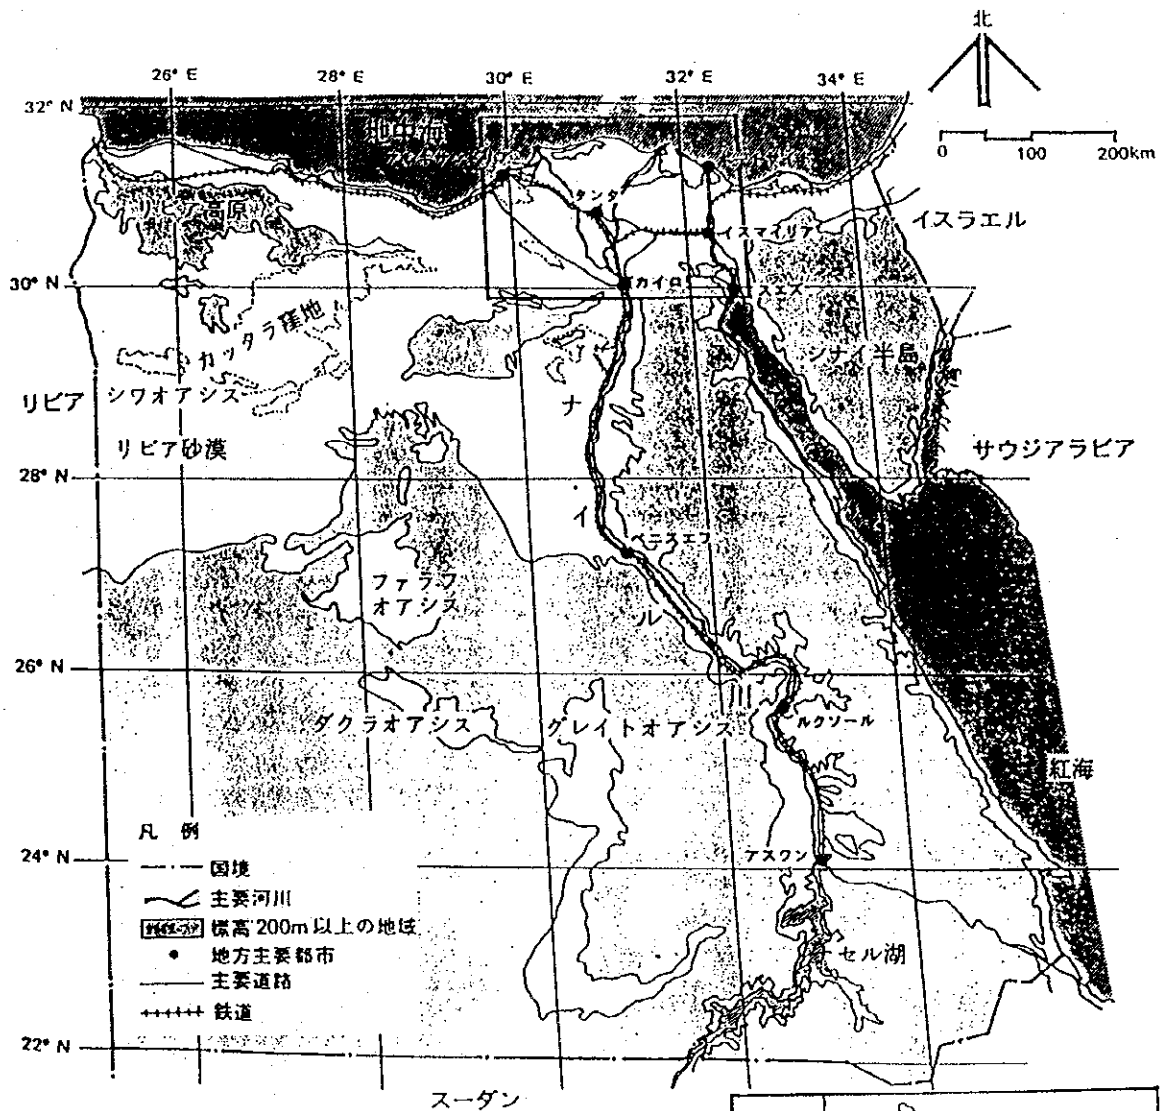 北
26° E
28° E
30° E
32° E
34° E
32° N
0
100
200km
地中海
タンタ
リビア高原
イスマイリア
イスラエル
30° N
カイロ
スエズ
カッタラ窪地
シナイ半島
リビア
シワオアシス
ナ
リビア砂漠
サウジアラビア
28° N
イ
ベニスエフ
ファラフ
オアシス
ル
26° N
ダクラオアシス
グレイトオアシス
ルクソール
紅海
凡 例
アスワン
24° N
国境
主要河川
標高200m以上の地域
地方主要都市
ナセル湖
主要道路
鉄道
22° N
スーダン